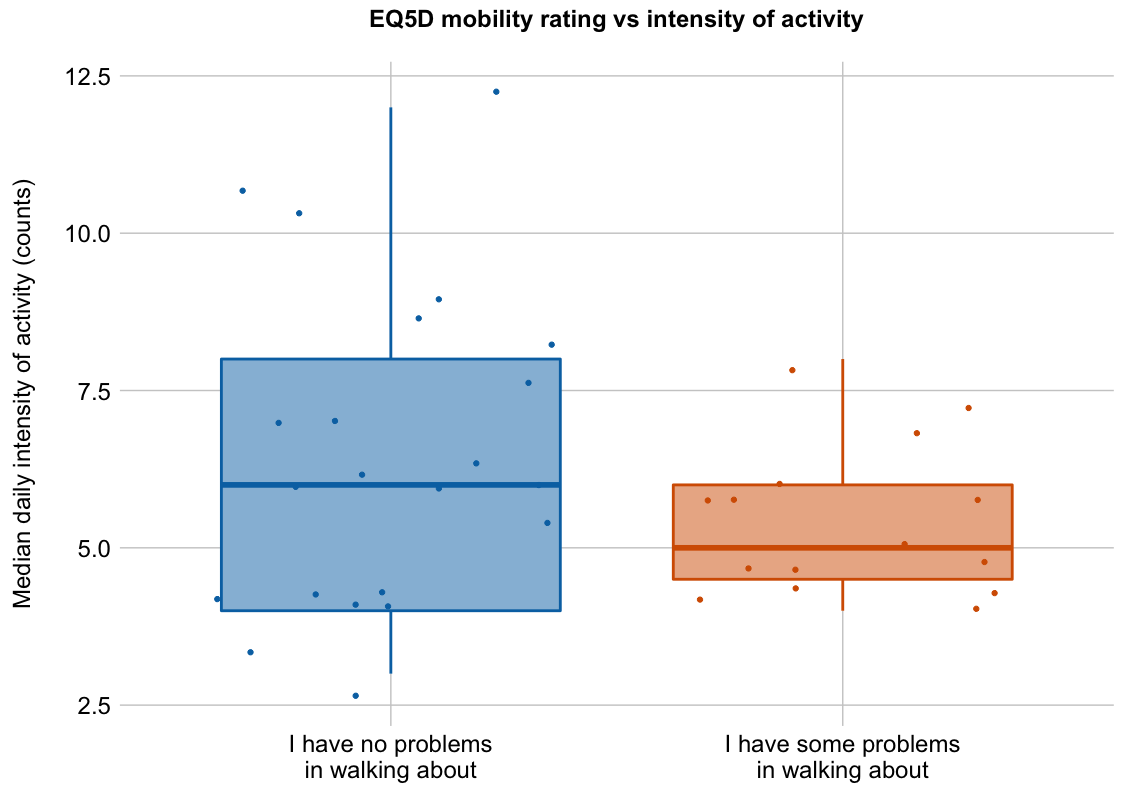 EQ5D mobility rating vs intensity of activity
Median daily intensity of activity (counts)
12.5
10.0
7.5
5.0
2.5
I have no problems
in walking about
I have some problems
in walking about